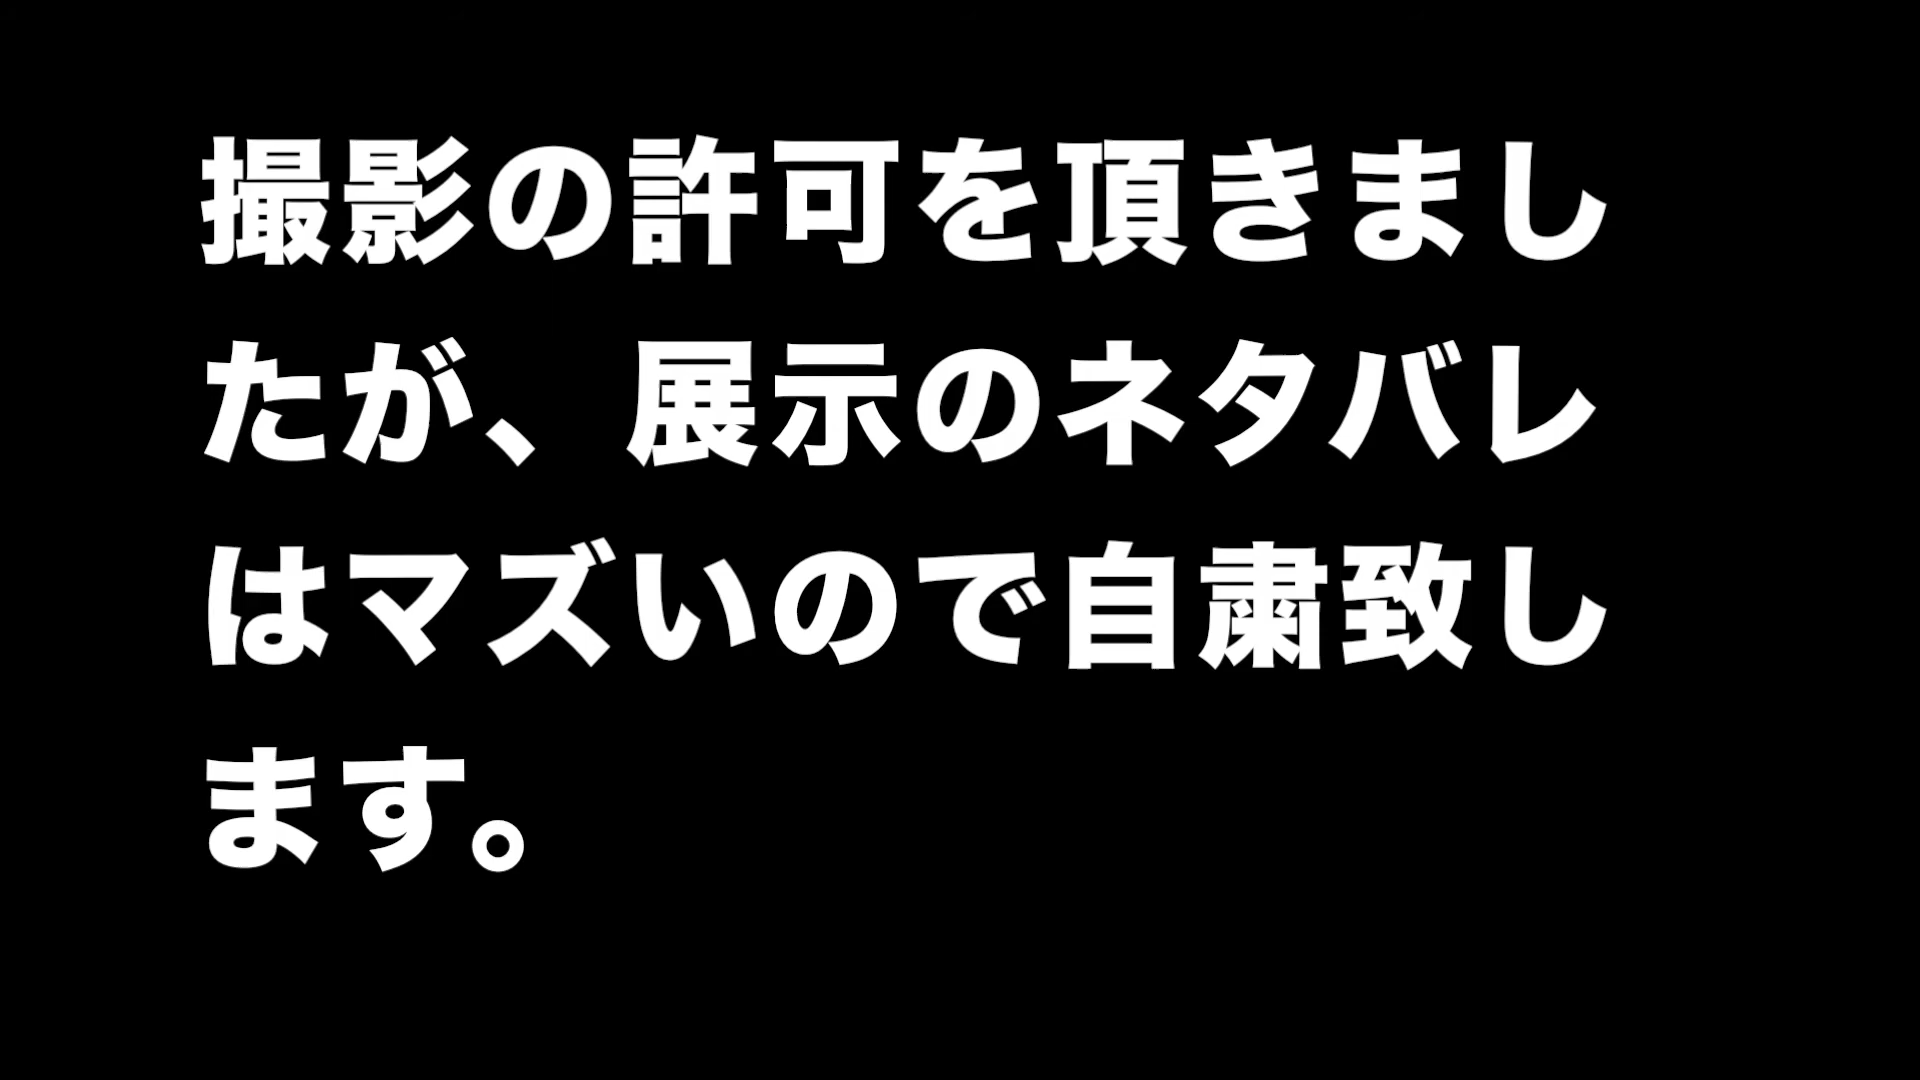 撮影の許可を頂きまし
たが、展示のネタバレ
はマズいので自粛致し
ます。